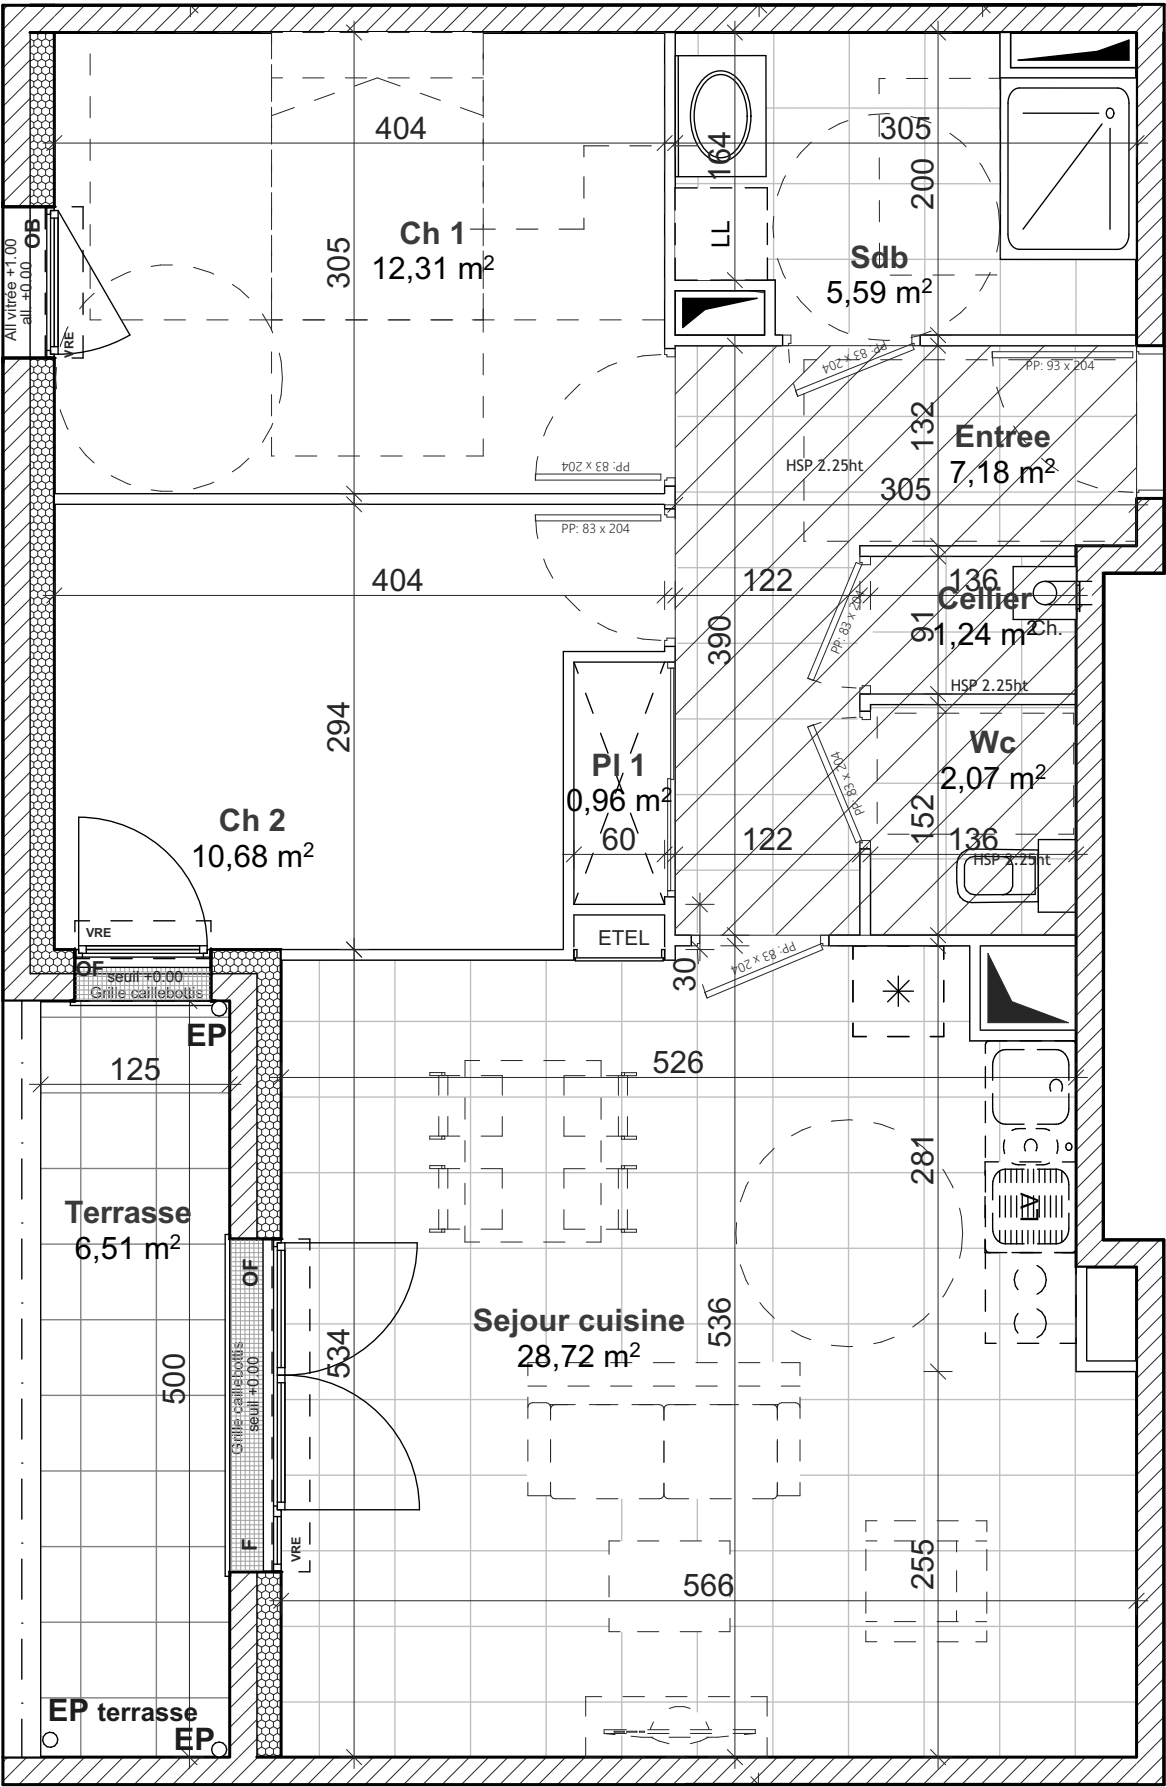 404
164
305
200
305
Ch 1
12,31 m²
LL
Sdb
5,59 m²
OB
All vitrée +1.00
all. +0.00
VRE
PP: 83 x 204
PP: 93 x 204
132
Entree
7,18 m²
HSP 2.25ht
305
PP: 83 x 204
PP: 83 x 204
404
122
136
Cellier
1,24 m²
91
Ch.
PP: 83 x 204
390
HSP 2.25ht
294
Pl 1
0,96 m²
60
Wc
2,07 m²
PP: 83 x 204
152
122
136
HSP 2.25ht
Ch 2
10,68 m²
VRE
OF
seuil +0.00
Grille caillebottis
ETEL
30
PP: 83 x 204
EP
125
526
281
LV
Terrasse
6,51 m²
OF
Sejour cuisine
28,72 m²
534
536
500
Grille caillebottis
seuil +0.00
F
VRE
566
255
EP terrasse
EP